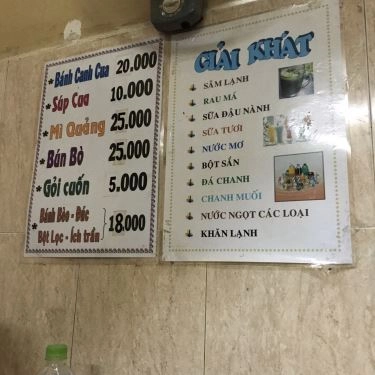 * Bánh Canh Cua 20.000
* Súp Cua 10.000
* Mì Quảng 25.000
* Bún Bò 25.000
* Gỏi cuốn 5.000
* Bánh Bèo - Đúc
Bột Lọc - Ích trần 18.000
GIẢI KHÁT
SÂM LẠNH
RAU MÁ
SỮA ĐẬU NÀNH
SỮA TƯƠI
NƯỚC MƠ
BỘT SẮN
ĐÁ CHANH
CHANH MUỐI
NƯỚC NGỌT CÁC LOẠI
KHĂN LẠNH